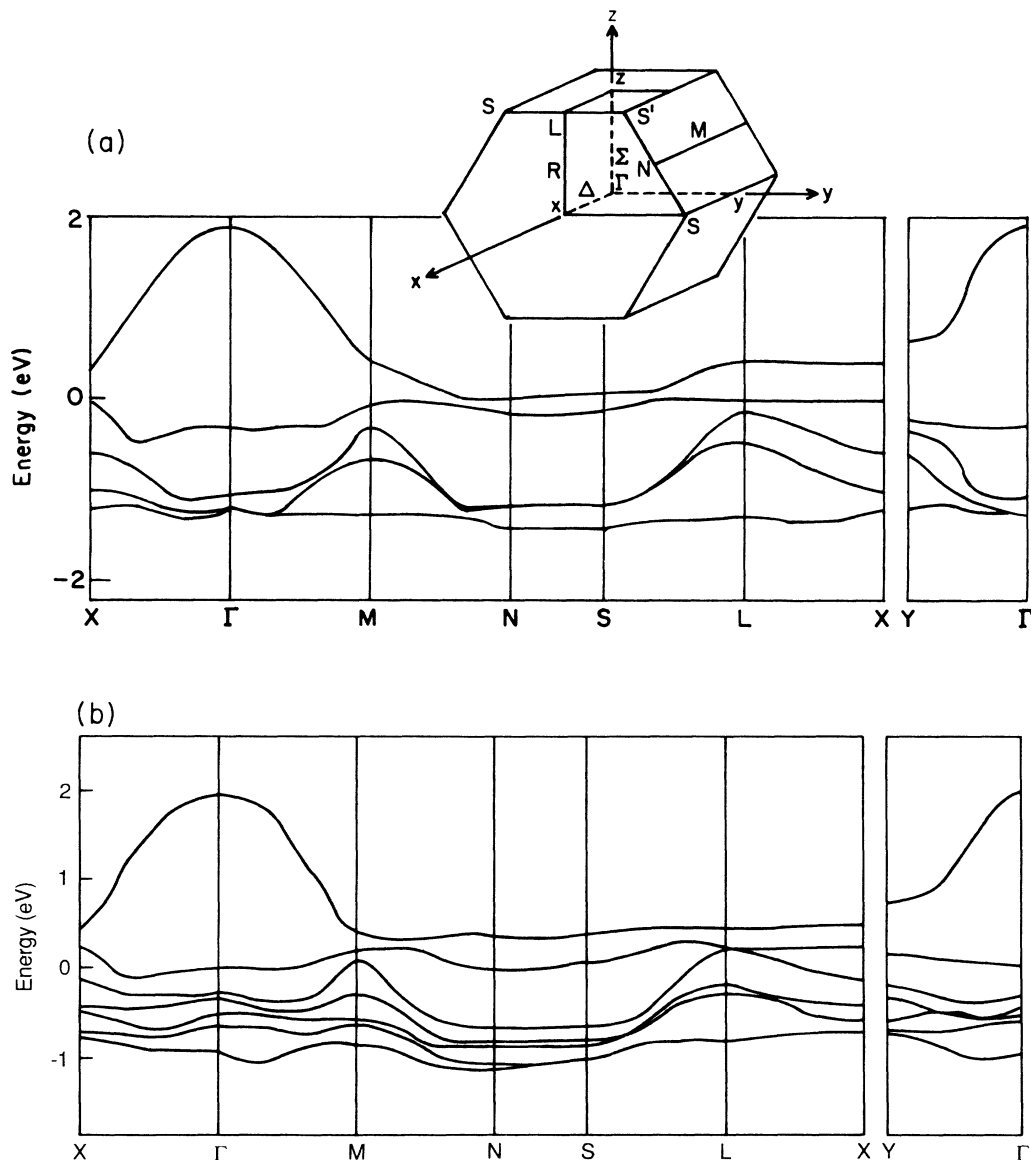 (a)
z
z
S
L
S'
M
R
Σ
N
Δ
Γ
x
y
y
S
x
Energy (eV)
2
0
-2
X Γ M N S L X Y Γ
(b)
Energy (eV)
2
1
0
-1
X Γ M N S L X Y Γ